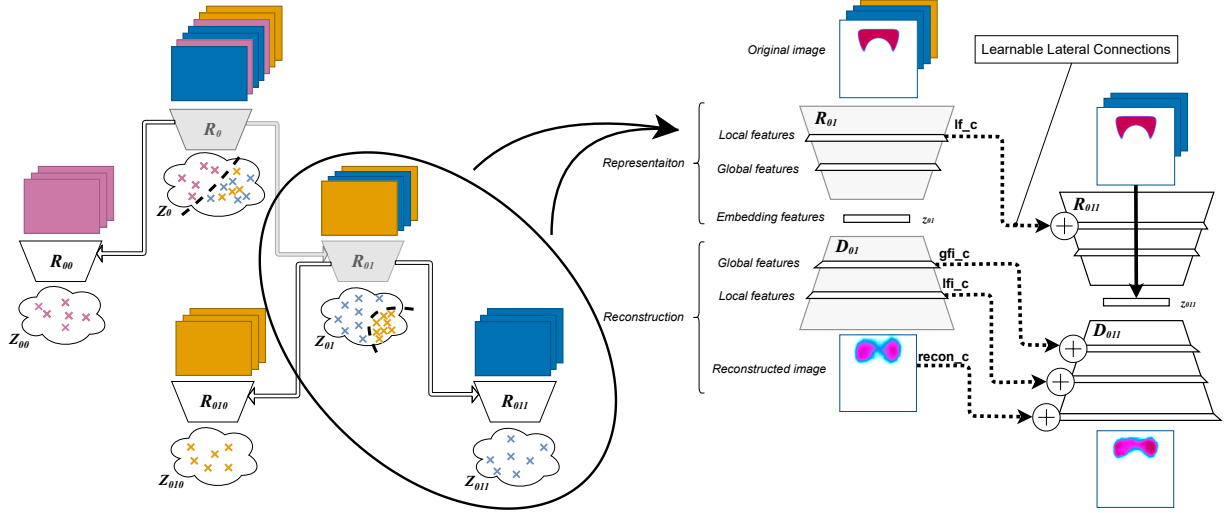 Original image
Learnable Lateral Connections
R0
R01
Local features
lf_c
Representaiton
Global features
Z0
R011
Embedding features
z01
R00
R01
D01
Global features
gfi_c
Local features
lfi_c
z011
Reconstruction
Z00
Z01
D011
recon_c
Reconstructed image
R010
R011
Z010
Z011